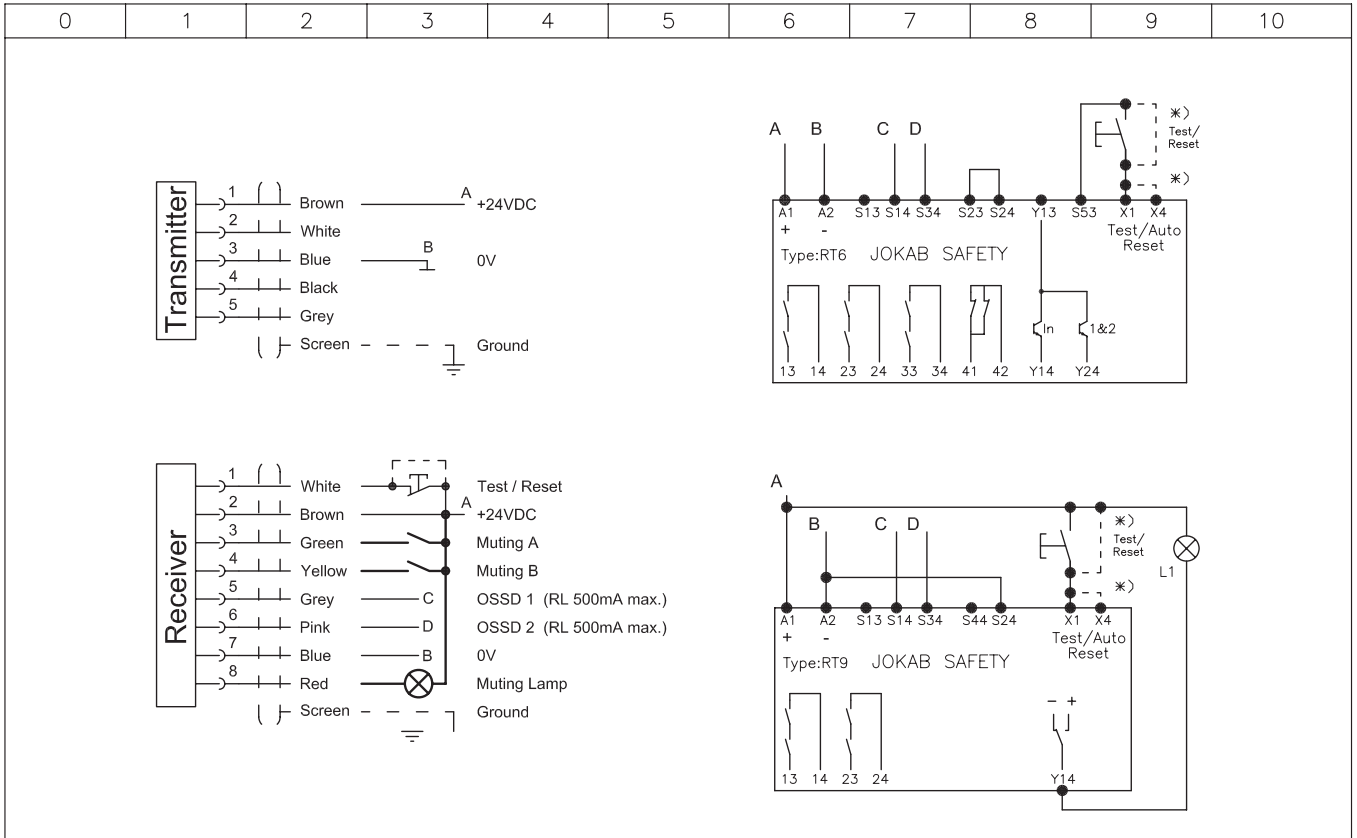 0 1 2 3 4 5 6 7 8 9 10
Transmitter
1 Brown A +24VDC
2 White
3 Blue B 0V
4 Black
5 Grey
Screen Ground
Receiver
1 White Test / Reset
2 Brown A +24VDC
3 Green Muting A
4 Yellow Muting B
5 Grey C OSSD 1 (RL 500mA max.)
6 Pink D OSSD 2 (RL 500mA max.)
7 Blue B 0V
8 Red Muting Lamp
Screen Ground
A B C D
*)
Test/
Reset
*)
A1 A2 S13 S14 S34 S23 S24 Y13 S53 X1 X4
+ -
Test/Auto
Reset
Type:RT6 JOKAB SAFETY
In 1&2
13 14 23 24 33 34 41 42 Y14 Y24
A
B C D
*)
Test/
Reset
L1
*)
A1 A2 S13 S14 S34 S44 S24 X1 X4
+ -
Test/Auto
Reset
Type:RT9 JOKAB SAFETY
- +
13 14 23 24 Y14